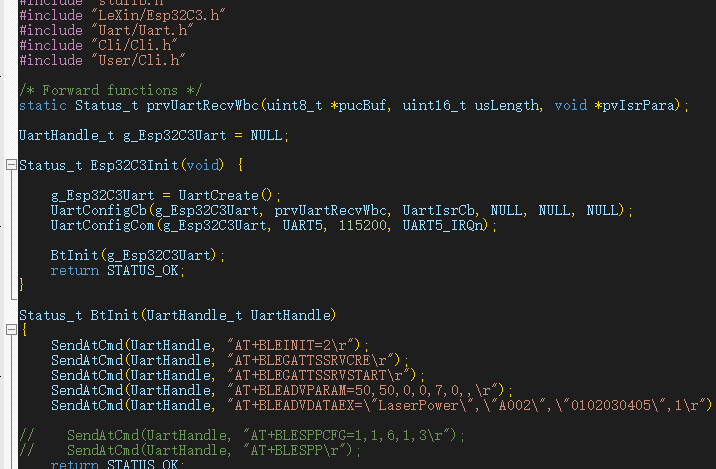 #include "stdlib.h"
#include "LeXin/Esp32C3.h"
#include "Uart/Uart.h"
#include "Cli/Cli.h"
#include "User/Cli.h"
/* Forward functions */
static Status_t prvUartRecvWbc(uint8_t *pucBuf, uint16_t usLength, void *pvIsrPara);
UartHandle_t g_Esp32C3Uart = NULL;
Status_t Esp32C3Init(void) {
g_Esp32C3Uart = UartCreate();
UartConfigCb(g_Esp32C3Uart, prvUartRecvWbc, UartIsrCb, NULL, NULL, NULL);
UartConfigCom(g_Esp32C3Uart, UART5, 115200, UART5_IRQn);
BtInit(g_Esp32C3Uart);
return STATUS_OK;
}
Status_t BtInit(UartHandle_t UartHandle)
{
SendAtCmd(UartHandle, "AT+BLEINIT=2\r");
SendAtCmd(UartHandle, "AT+BLEGATTSSRVCRE\r");
SendAtCmd(UartHandle, "AT+BLEGATTSSRVSTART\r");
SendAtCmd(UartHandle, "AT+BLEADVPARAM=50,50,0,0,7,0,,\r");
SendAtCmd(UartHandle, "AT+BLEADVDATAEX=\"LaserPower\",\"A002\",\"0102030405\",1\r")
// SendAtCmd(UartHandle, "AT+BLESPPCFG=1,1,6,1,3\r");
// SendAtCmd(UartHandle, "AT+BLESPP\r");
return STATUS_OK;